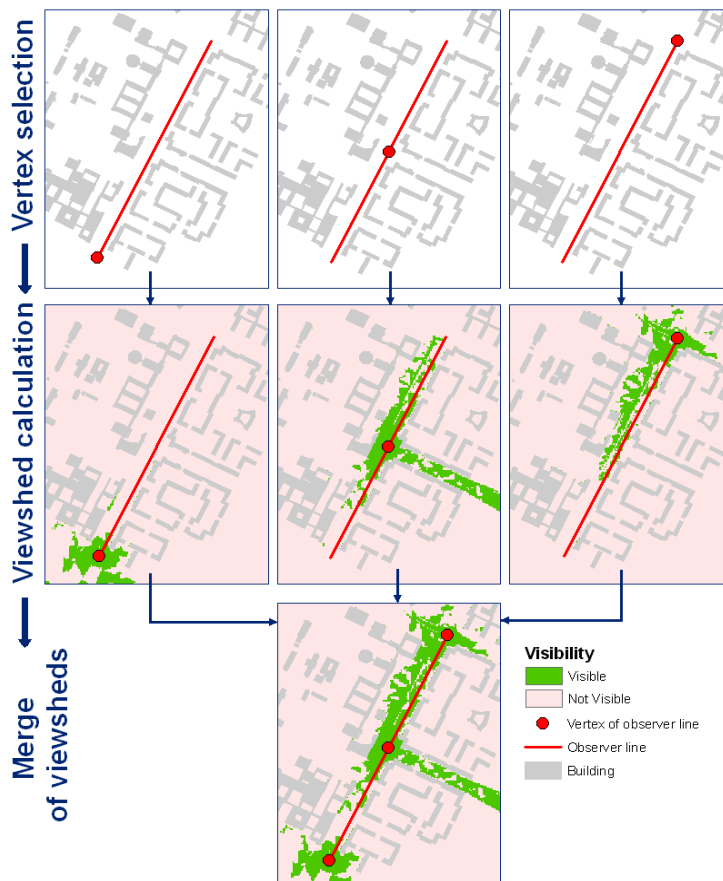 Vertex selection
Viewshed calculation
Merge
of viewsheds
Visibility
Visible
Not Visible
Vertex of observer line
Observer line
Building